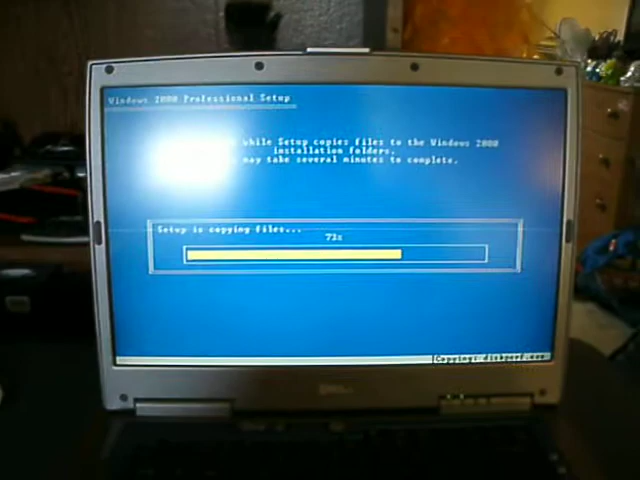 Windows 2000 Professional Setup
while Setup copies files to the Windows 2000
installation folders.
may take several minutes to complete.
Setup is copying files...
Copying: diskperf.exe